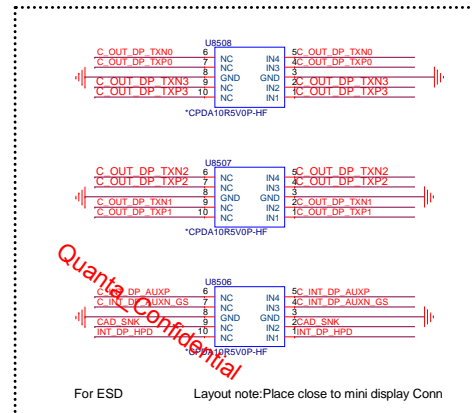 U8508
C_OUT_DP_TXN0 6 NC IN4 5 C_OUT_DP_TXN0
C_OUT_DP_TXP0 7 NC IN3 4 C_OUT_DP_TXP0
8 GND GND 3
C_OUT_DP_TXN3 9 NC IN2 2 C_OUT_DP_TXN3
C_OUT_DP_TXP3 10 NC IN1 1 C_OUT_DP_TXP3
*CPDA10R5V0P-HF
U8507
C_OUT_DP_TXN2 6 NC IN4 5 C_OUT_DP_TXN2
C_OUT_DP_TXP2 7 NC IN3 4 C_OUT_DP_TXP2
8 GND GND 3
C_OUT_DP_TXN1 9 NC IN2 2 C_OUT_DP_TXN1
C_OUT_DP_TXP1 10 NC IN1 1 C_OUT_DP_TXP1
*CPDA10R5V0P-HF
Quanta_Confidential
U8506
C_INT_DP_AUXP 6 NC IN4 5 C_INT_DP_AUXP
C_INT_DP_AUXN_GS 7 NC IN3 4 C_INT_DP_AUXN_GS
8 GND GND 3
CAD_SNK 9 NC IN2 2 CAD_SNK
INT_DP_HPD 10 NC IN1 1 INT_DP_HPD
*CPDA10R5V0P-HF
For ESD Layout note:Place close to mini display Conn